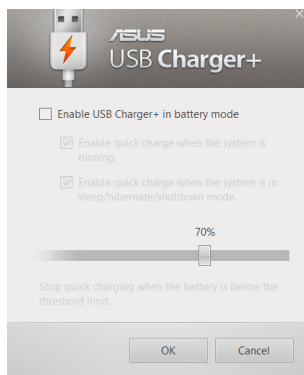 ASUS
USB Charger+
Enable USB Charger+ in battery mode
Enable quick charge when the system is
running.
Enable quick charge when the system is in
sleep/hibernate/shutdown mode.
70%
Stop quick charging when the battery is below the
threshold limit.
OK
Cancel